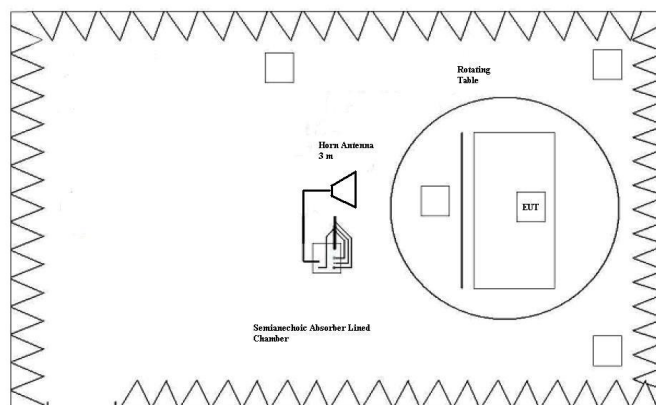 Rotating
Table
Horn Antenna
3 m
EUT
Semianechoic Absorber Lined
Chamber